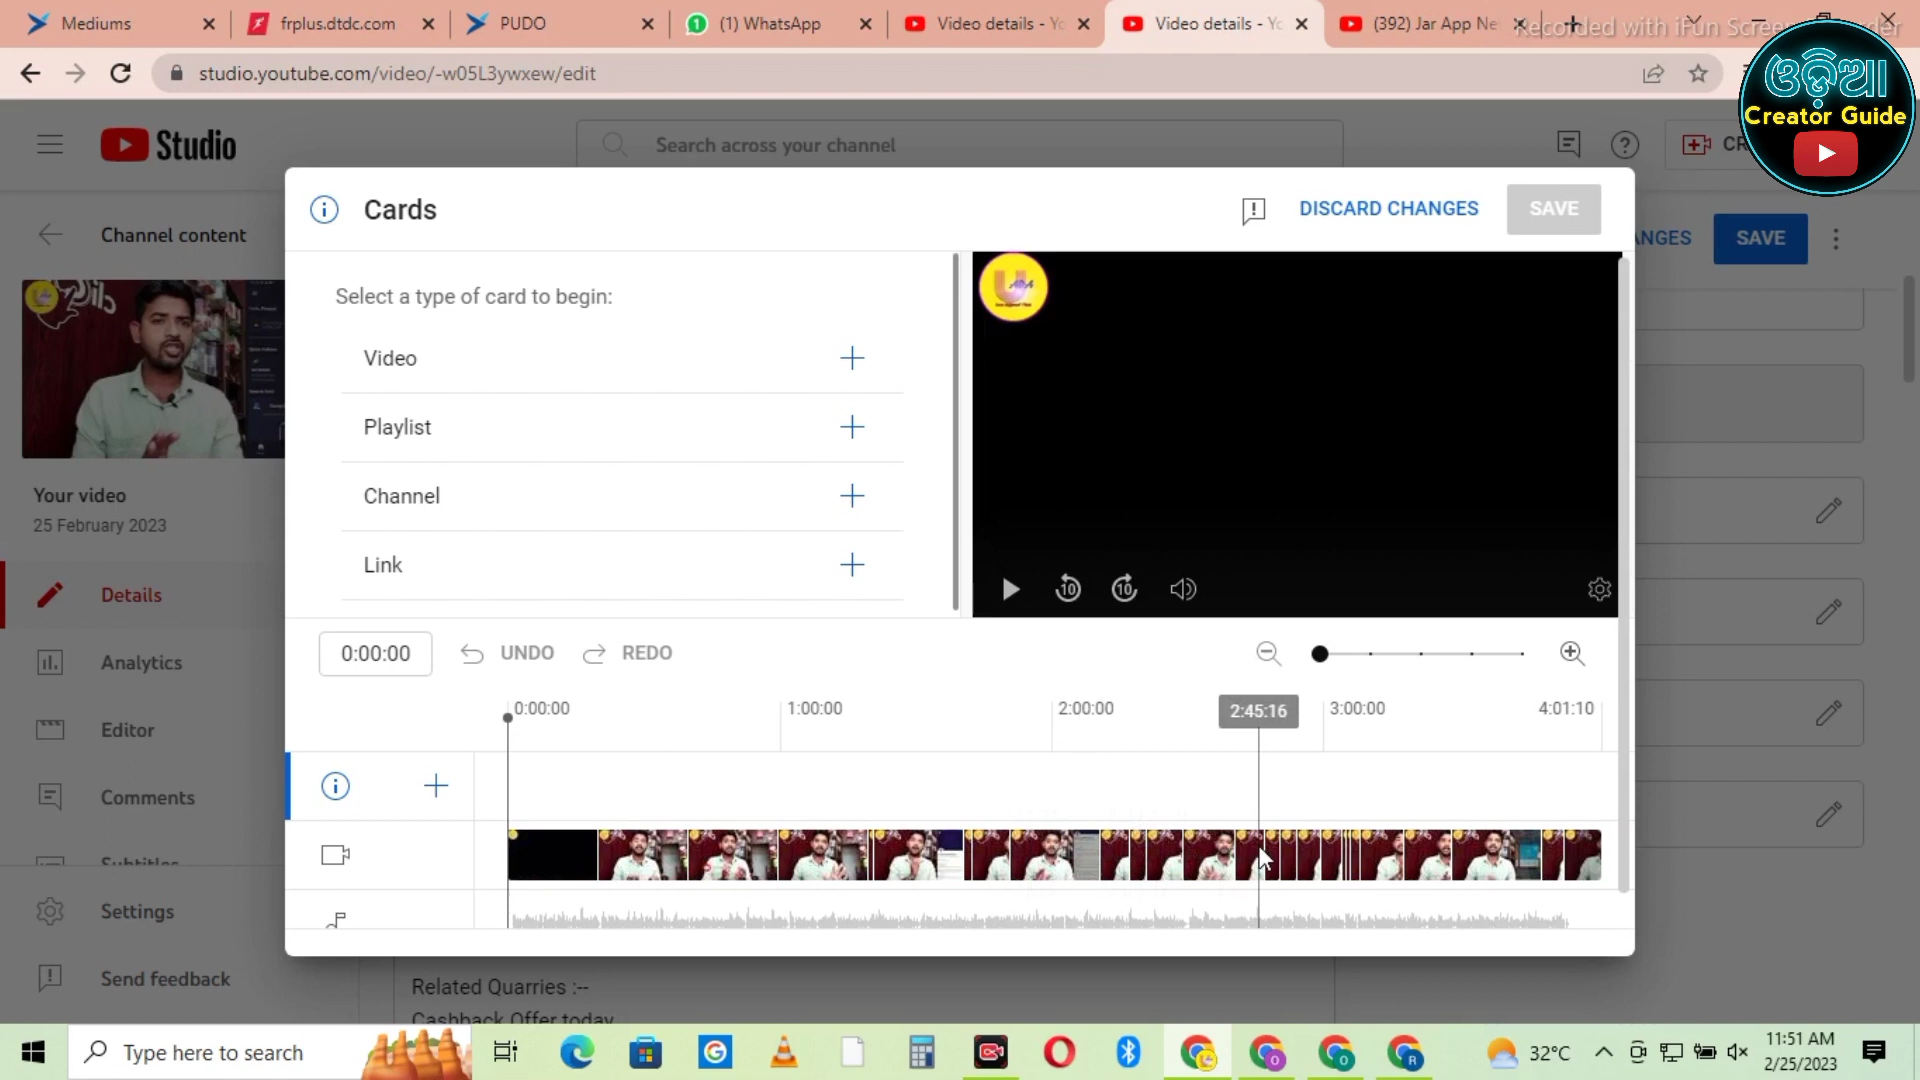 Mediums
frplus.dtdc.com
PUDO
(1) WhatsApp
Video details - Yo
Video details - Yo
(392) Jar App Ne
Recorded with iFun Screen Recorder
studio.youtube.com/video/-w05L3ywxew/edit
ଓଡ଼ିଆ
Creator Guide
Studio
Search across your channel
CR
Channel content
ANGES
SAVE
Cards
DISCARD CHANGES
SAVE
Select a type of card to begin:
Video
Playlist
Channel
Link
Your video
25 February 2023
Details
Analytics
Editor
Comments
Subtitles
Settings
Send feedback
10
10
0:00:00
UNDO
REDO
0:00:00
1:00:00
2:00:00
2:45:16
3:00:00
4:01:10
Related Quarries :--
Cashback Offer today
Type here to search
32°C
11:51 AM
2/25/2023